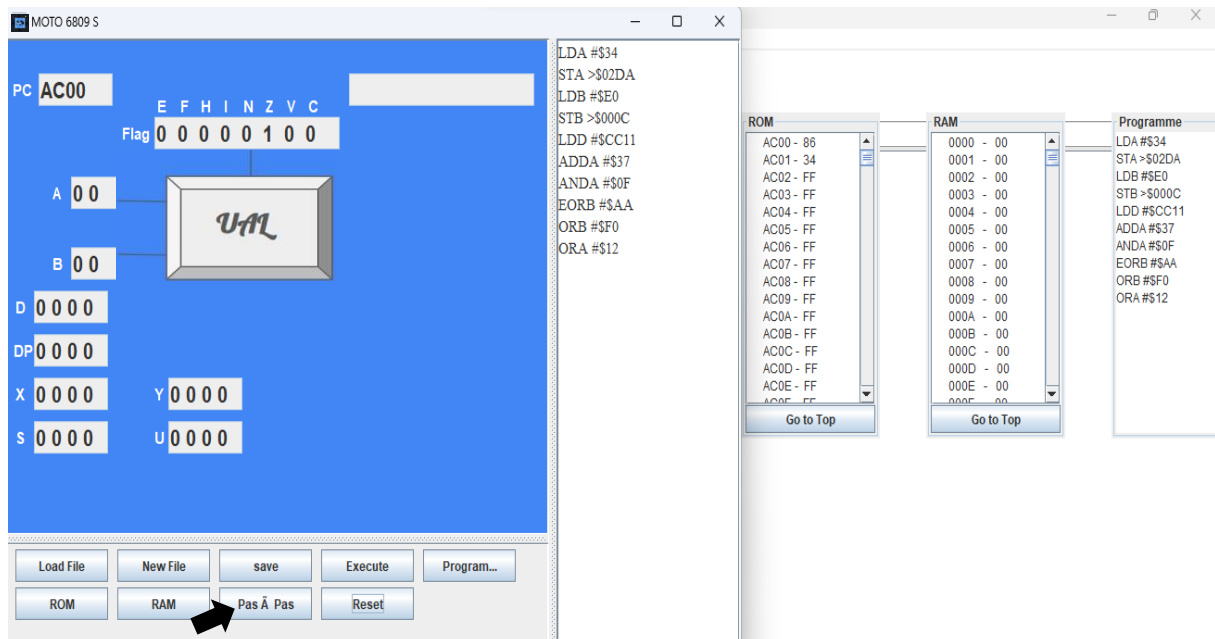 MOTO 6809 S
PC AC00
E F H I N Z V C
Flag 0 0 0 0 0 1 0 0
A 0 0
UAL
B 0 0
D 0 0 0 0
DP 0 0 0 0
X 0 0 0 0 Y 0 0 0 0
S 0 0 0 0 U 0 0 0 0
Load File New File save Execute Program...
ROM RAM Pas Ã Pas Reset
LDA #$34
STA >$02DA
LDB #$E0
STB >$000C
LDD #$CC11
ADDA #$37
ANDA #$0F
EORB #$AA
ORB #$F0
ORA #$12
ROM
AC00 - 86
AC01 - 34
AC02 - FF
AC03 - FF
AC04 - FF
AC05 - FF
AC06 - FF
AC07 - FF
AC08 - FF
AC09 - FF
AC0A - FF
AC0B - FF
AC0C - FF
AC0D - FF
AC0E - FF
AC0F - FF
Go to Top
RAM
0000 - 00
0001 - 00
0002 - 00
0003 - 00
0004 - 00
0005 - 00
0006 - 00
0007 - 00
0008 - 00
0009 - 00
000A - 00
000B - 00
000C - 00
000D - 00
000E - 00
000F - 00
Go to Top
Programme
LDA #$34
STA >$02DA
LDB #$E0
STB >$000C
LDD #$CC11
ADDA #$37
ANDA #$0F
EORB #$AA
ORB #$F0
ORA #$12